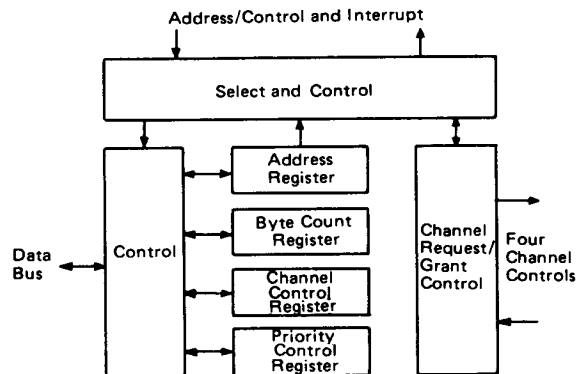 Address/Control and Interrupt
Select and Control
Address
Register
Byte Count
Register
Channel
Control
Register
Priority
Control
Register
Data
Bus
Control
Channel
Request/
Grant
Control
Four
Channel
Controls